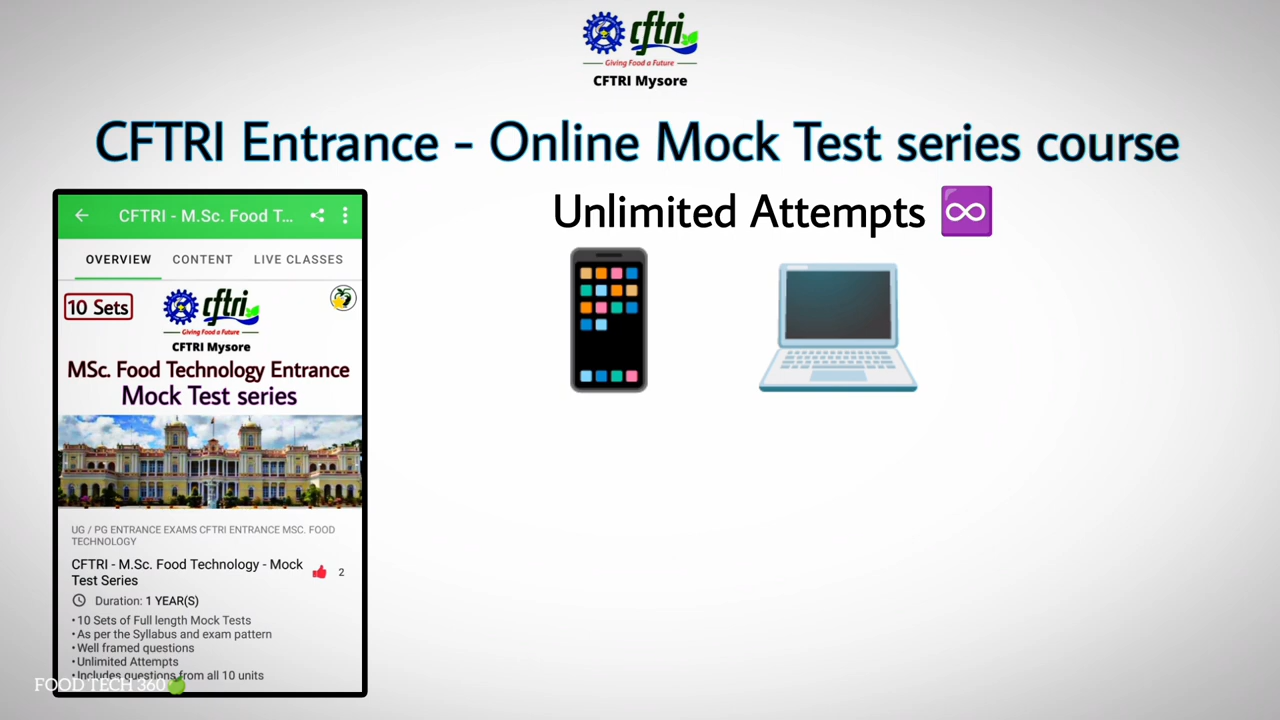 cftri
Giving Food a Future
CFTRI Mysore
CFTRI Entrance - Online Mock Test series course
Unlimited Attempts ♾️
CFTRI - M.Sc. Food T...
OVERVIEW CONTENT LIVE CLASSES
10 Sets
cftri
Giving Food a Future
CFTRI Mysore
MSc. Food Technology Entrance
Mock Test series
UG / PG ENTRANCE EXAMS CFTRI ENTRANCE MSC. FOOD
TECHNOLOGY
CFTRI - M.Sc. Food Technology - Mock
Test Series
2
Duration: 1 YEAR(S)
• 10 Sets of Full length Mock Tests
• As per the Syllabus and exam pattern
• Well framed questions
• Unlimited Attempts
• Includes questions from all 10 units
FOOD TECH 360🍏